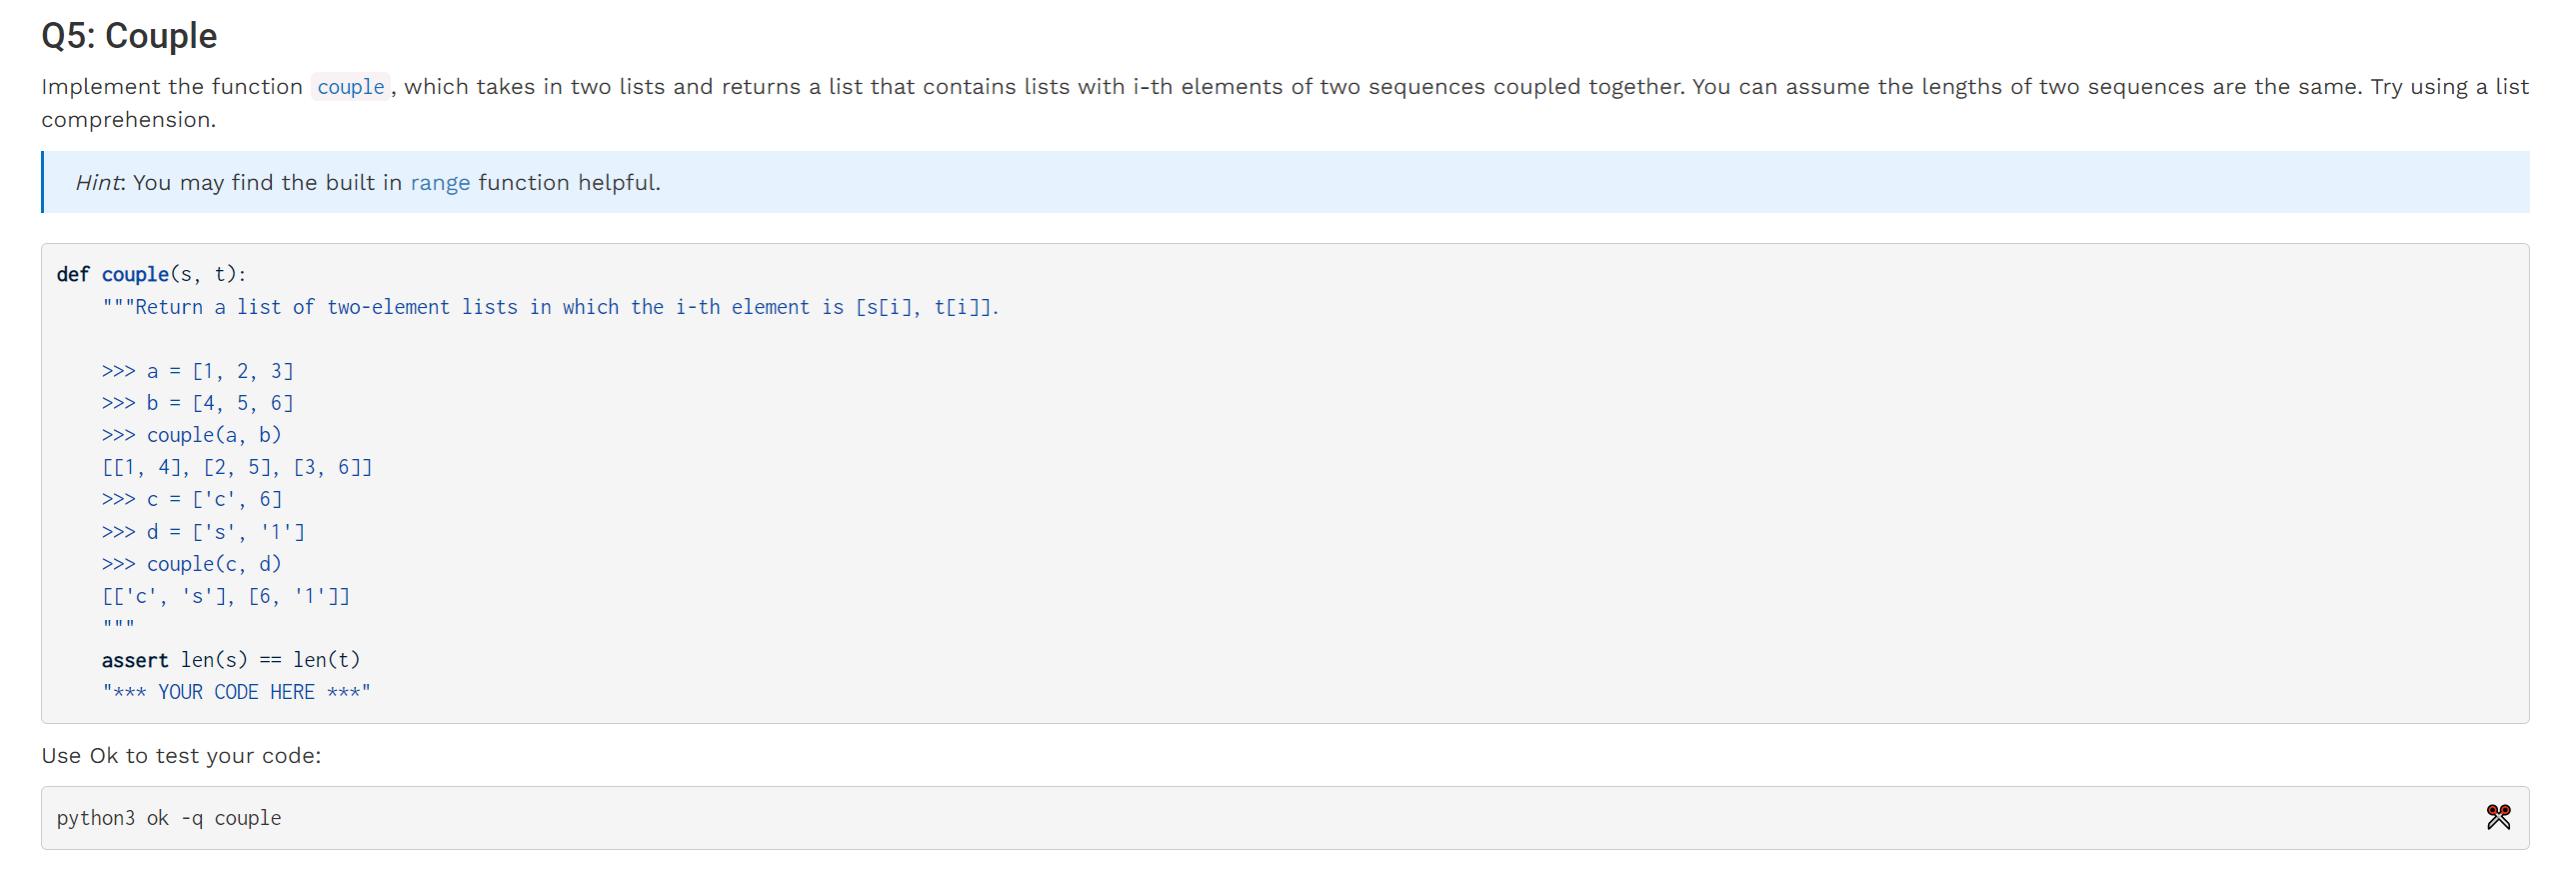 Q5: Couple
Implement the function couple, which takes in two lists and returns a list that contains lists with i-th elements of two sequences coupled together. You can assume the lengths of two sequences are the same. Try using a list
comprehension.
Hint: You may find the built in range function helpful.
def couple(s, t):
    """Return a list of two-element lists in which the i-th element is [s[i], t[i]].
    >>> a = [1, 2, 3]
    >>> b = [4, 5, 6]
    >>> couple(a, b)
    [[1, 4], [2, 5], [3, 6]]
    >>> c = ['c', 6]
    >>> d = ['s', '1']
    >>> couple(c, d)
    [['c', 's'], [6, '1']]
    """
    assert len(s) == len(t)
    "*** YOUR CODE HERE ***"
Use Ok to test your code:
python3 ok -q couple